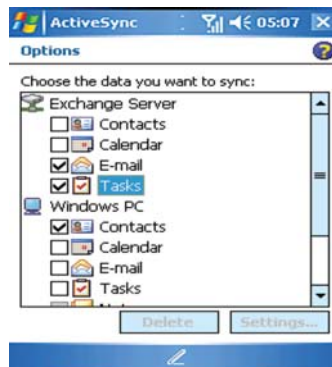 ActiveSync 05:07
Options
Choose the data you want to sync:
Exchange Server
Contacts
Calendar
E-mail
Tasks
Windows PC
Contacts
Calendar
E-mail
Tasks
Delete Settings...